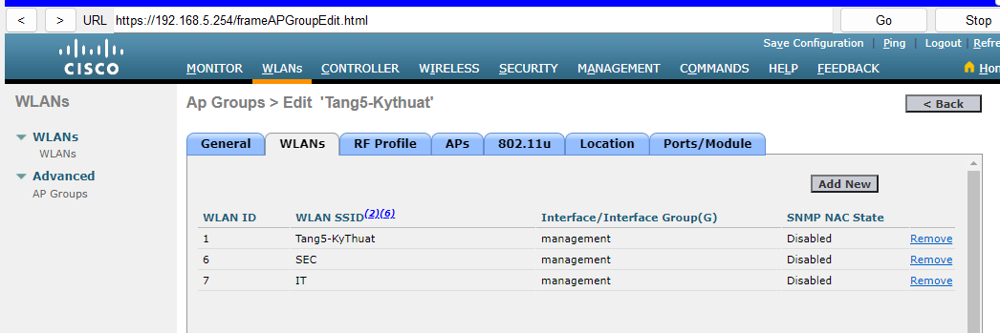 < > URL https://192.168.5.254/frameAPGroupEdit.html Go Stop
Save Configuration | Ping | Logout | Refre
CISCO
MONITOR WLANs CONTROLLER WIRELESS SECURITY MANAGEMENT COMMANDS HELP FEEDBACK Hon
WLANs
Ap Groups > Edit 'Tang5-Kythuat'
< Back
WLANs
WLANs
Advanced
AP Groups
General WLANs RF Profile APs 802.11u Location Ports/Module
Add New
WLAN ID WLAN SSID(2)(6) Interface/Interface Group(G) SNMP NAC State
1 Tang5-KyThuat management Disabled Remove
6 SEC management Disabled Remove
7 IT management Disabled Remove